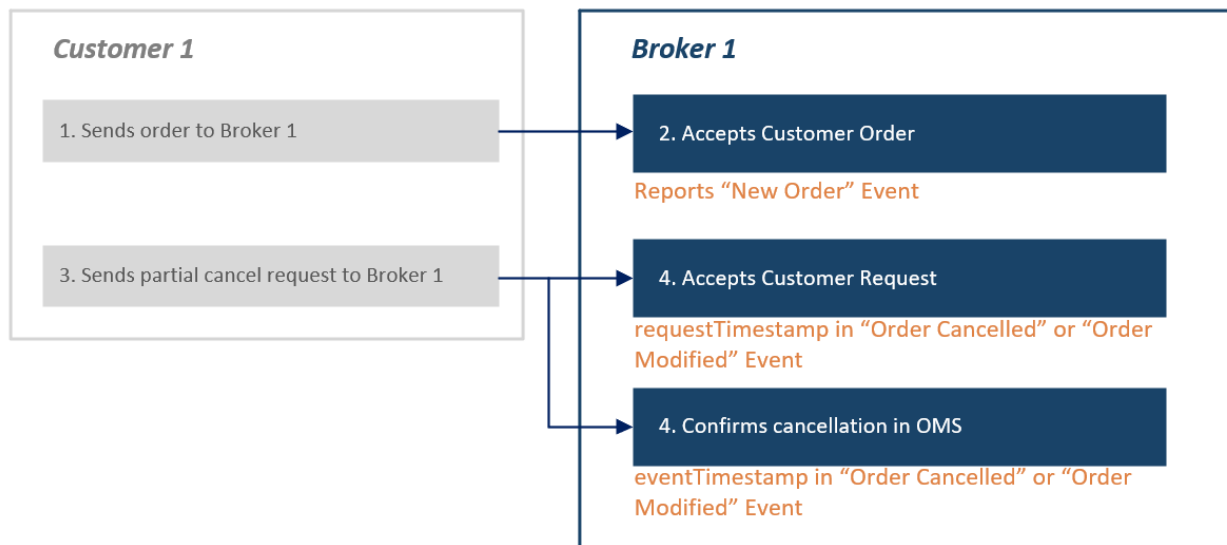 Customer 1
1. Sends order to Broker 1
3. Sends partial cancel request to Broker 1
Broker 1
2. Accepts Customer Order
Reports “New Order” Event
4. Accepts Customer Request
requestTimestamp in “Order Cancelled” or “Order
Modified” Event
4. Confirms cancellation in OMS
eventTimestamp in “Order Cancelled” or “Order
Modified” Event